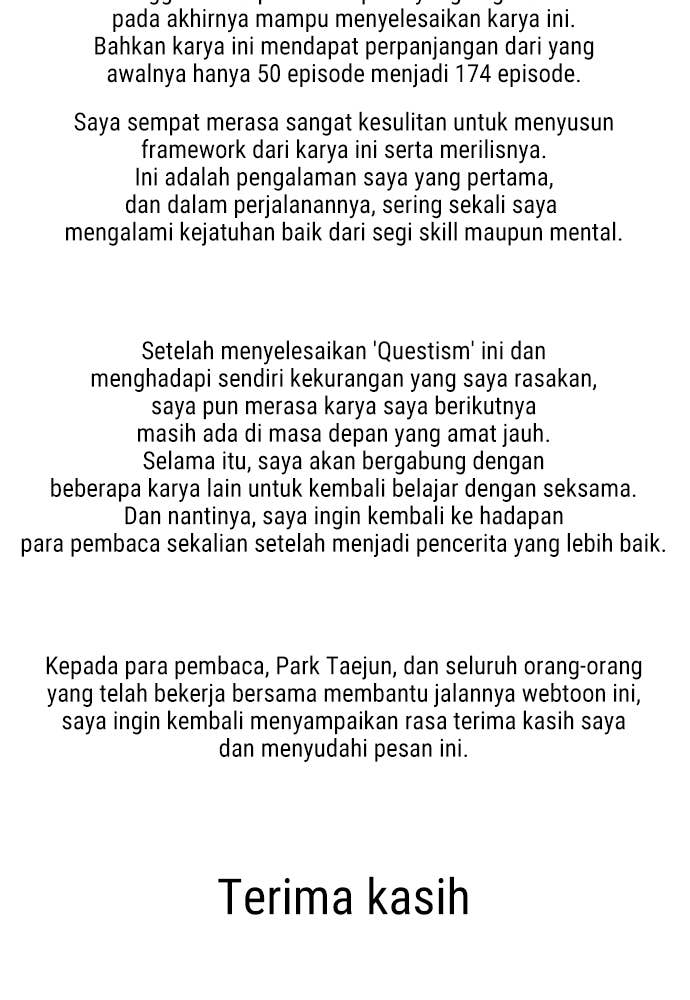 pada akhirnya mampu menyelesaikan karya ini.
Bahkan karya ini mendapat perpanjangan dari yang
awalnya hanya 50 episode menjadi 174 episode.
Saya sempat merasa sangat kesulitan untuk menyusun
framework dari karya ini serta merilisnya.
Ini adalah pengalaman saya yang pertama,
dan dalam perjalanannya, sering sekali saya
mengalami kejatuhan baik dari segi skill maupun mental.
Setelah menyelesaikan 'Questism' ini dan
menghadapi sendiri kekurangan yang saya rasakan,
saya pun merasa karya saya berikutnya
masih ada di masa depan yang amat jauh.
Selama itu, saya akan bergabung dengan
beberapa karya lain untuk kembali belajar dengan seksama.
Dan nantinya, saya ingin kembali ke hadapan
para pembaca sekalian setelah menjadi pencerita yang lebih baik.
Kepada para pembaca, Park Taejun, dan seluruh orang-orang
yang telah bekerja bersama membantu jalannya webtoon ini,
saya ingin kembali menyampaikan rasa terima kasih saya
dan menyudahi pesan ini.
Terima kasih